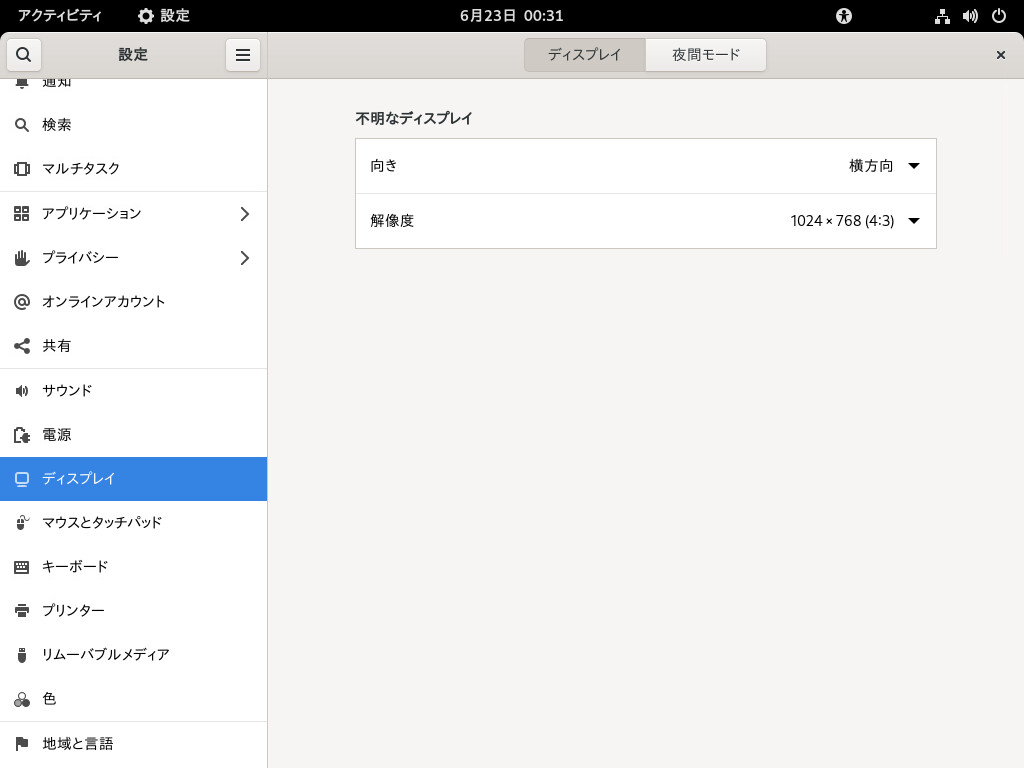 アクティビティ 設定 6月23日 00:31
設定 ディスプレイ 夜間モード
通知
検索
マルチタスク
アプリケーション
プライバシー
オンラインアカウント
共有
サウンド
電源
ディスプレイ
マウスとタッチパッド
キーボード
プリンター
リムーバブルメディア
色
地域と言語
不明なディスプレイ
向き 横方向
解像度 1024 × 768 (4:3)